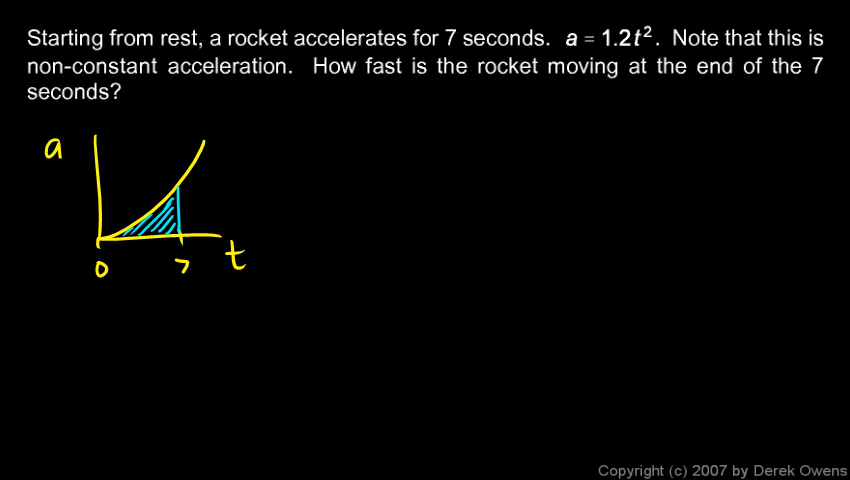 Starting from rest, a rocket accelerates for 7 seconds. a = 1.2t². Note that this is
non-constant acceleration. How fast is the rocket moving at the end of the 7
seconds?
a
0 7 t
Copyright (c) 2007 by Derek Owens